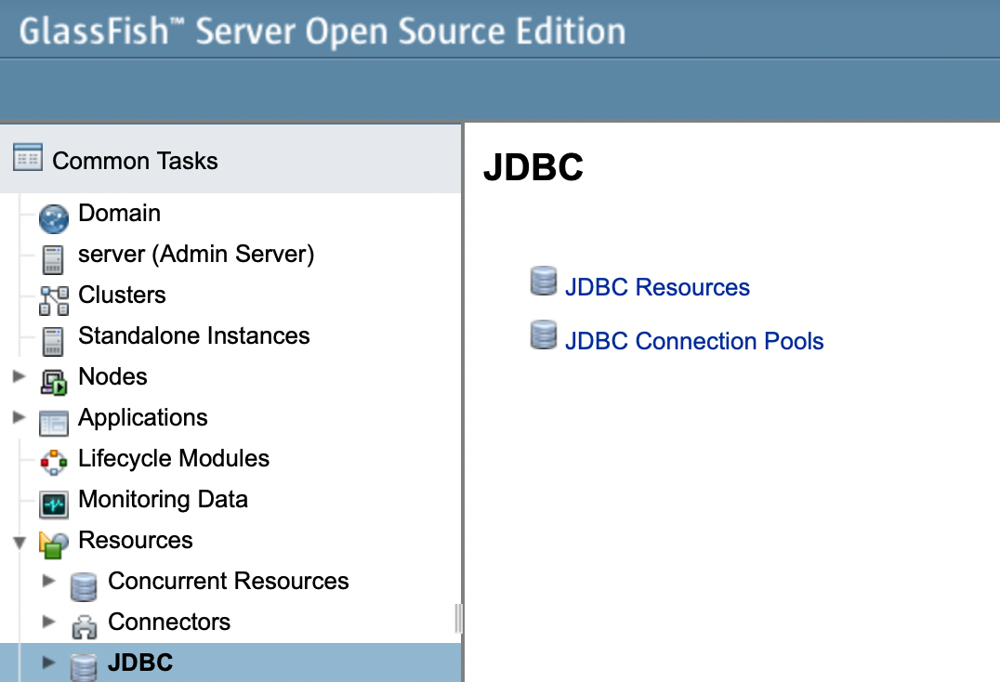 GlassFish™ Server Open Source Edition
Common Tasks
Domain
server (Admin Server)
Clusters
Standalone Instances
Nodes
Applications
Lifecycle Modules
Monitoring Data
Resources
Concurrent Resources
Connectors
JDBC
JDBC
JDBC Resources
JDBC Connection Pools